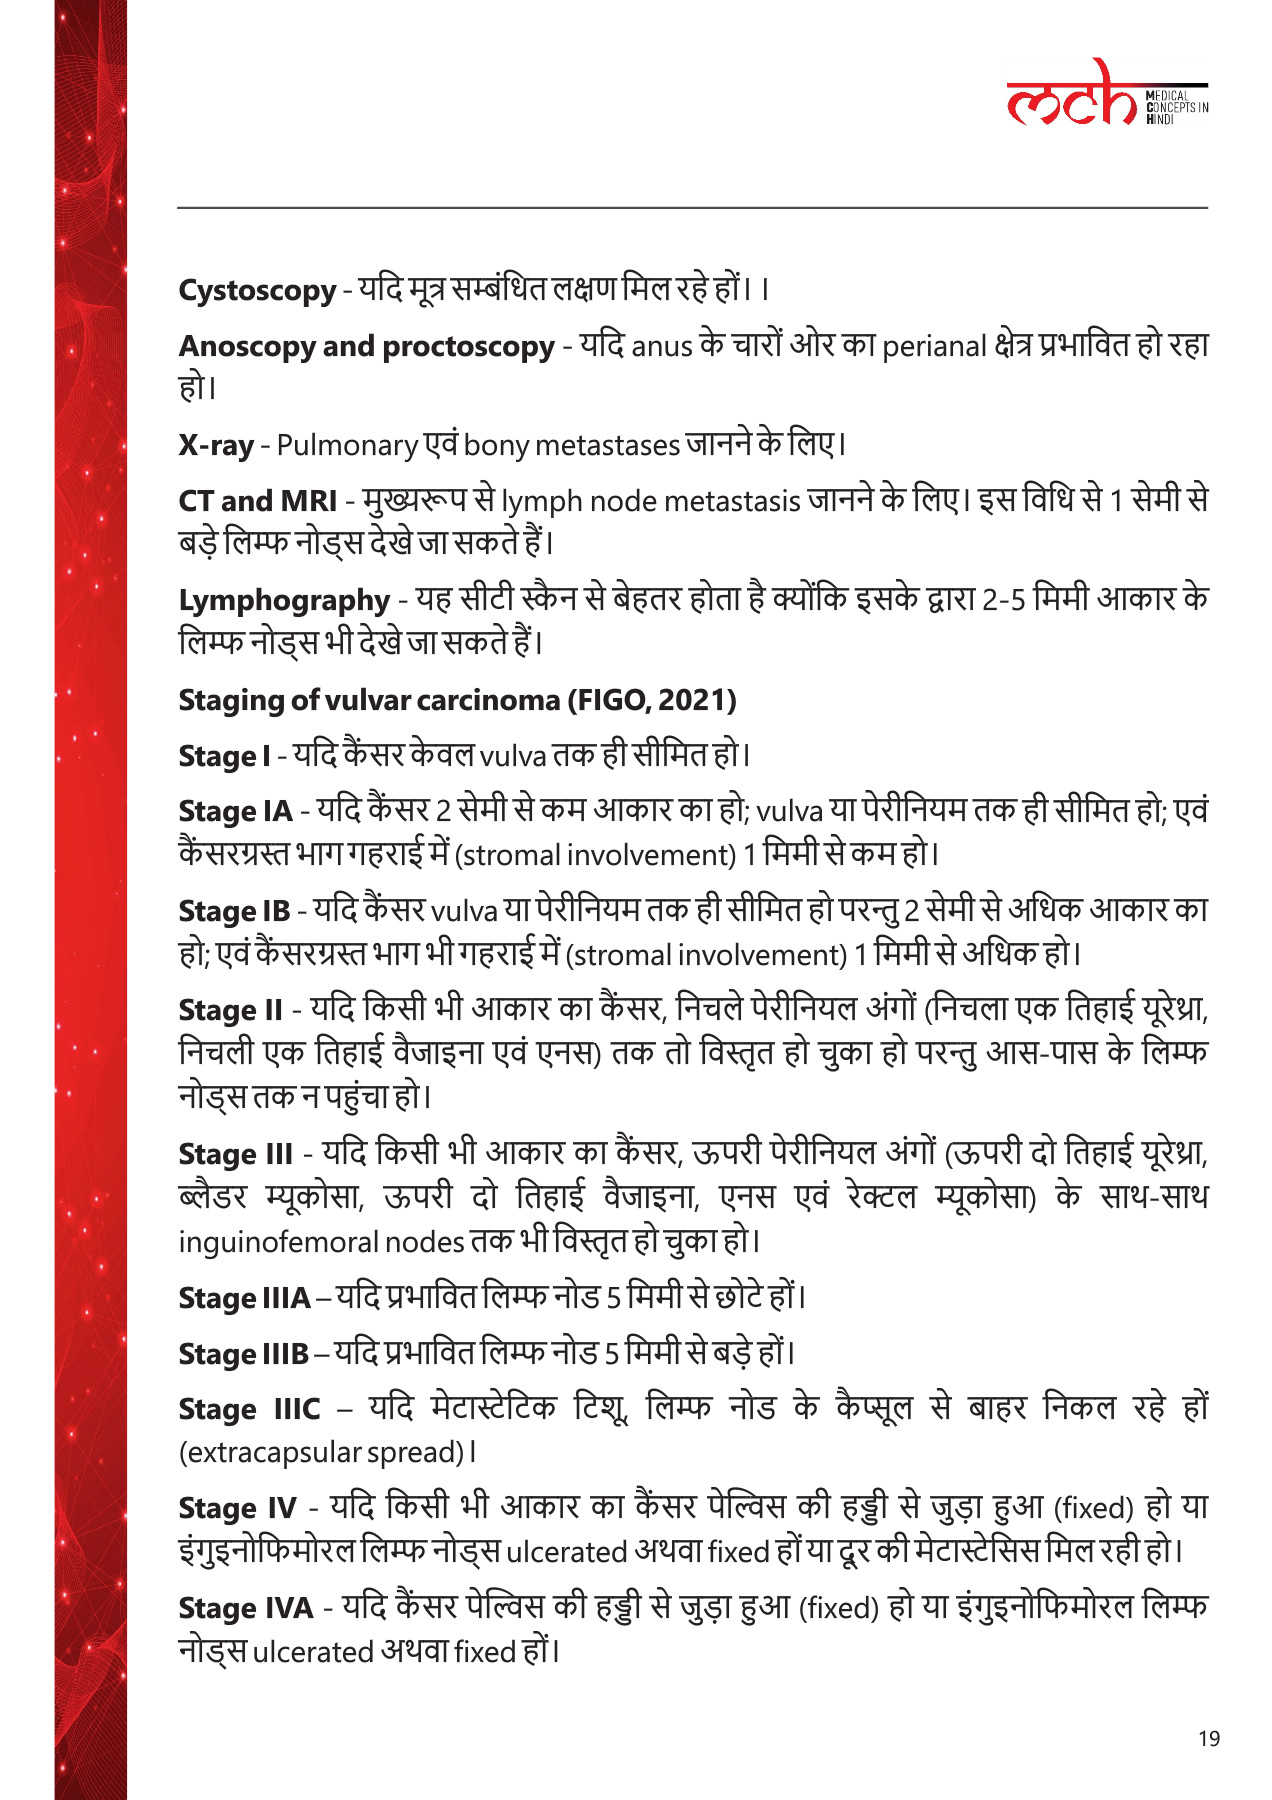 mch MEDICAL
CONCEPTS IN
HINDI
Cystoscopy - यदि मूत्र सम्बंधित लक्षण मिल रहे हों। ।
Anoscopy and proctoscopy - यदि anus के चारों ओर का perianal क्षेत्र प्रभावित हो रहा
हो।
X-ray - Pulmonary एवं bony metastases जानने के लिए।
CT and MRI - मुख्यरूप से lymph node metastasis जानने के लिए। इस विधि से 1 सेमी से
बड़े लिम्फ नोड्स देखे जा सकते हैं।
Lymphography - यह सीटी स्कैन से बेहतर होता है क्योंकि इसके द्वारा 2-5 मिमी आकार के
लिम्फ नोड्स भी देखे जा सकते हैं।
Staging of vulvar carcinoma (FIGO, 2021)
Stage I - यदि कैंसर केवल vulva तक ही सीमित हो।
Stage IA - यदि कैंसर 2 सेमी से कम आकार का हो; vulva या पेरीनियम तक ही सीमित हो; एवं
कैंसरग्रस्त भाग गहराई में (stromal involvement) 1 मिमी से कम हो।
Stage IB - यदि कैंसर vulva या पेरीनियम तक ही सीमित हो परन्तु 2 सेमी से अधिक आकार का
हो; एवं कैंसरग्रस्त भाग भी गहराई में (stromal involvement) 1 मिमी से अधिक हो।
Stage II - यदि किसी भी आकार का कैंसर, निचले पेरीनियल अंगों (निचला एक तिहाई यूरेथ्रा,
निचली एक तिहाई वैजाइना एवं एनस) तक तो विस्तृत हो चुका हो परन्तु आस-पास के लिम्फ
नोड्स तक न पहुंचा हो।
Stage III - यदि किसी भी आकार का कैंसर, ऊपरी पेरीनियल अंगों (ऊपरी दो तिहाई यूरेथ्रा,
ब्लैडर म्यूकोसा, ऊपरी दो तिहाई वैजाइना, एनस एवं रेक्टल म्यूकोसा) के साथ-साथ
inguinofemoral nodes तक भी विस्तृत हो चुका हो।
Stage IIIA – यदि प्रभावित लिम्फ नोड 5 मिमी से छोटे हों।
Stage IIIB – यदि प्रभावित लिम्फ नोड 5 मिमी से बड़े हों।
Stage IIIC – यदि मेटास्टेटिक टिशू, लिम्फ नोड के कैप्सूल से बाहर निकल रहे हों
(extracapsular spread)।
Stage IV - यदि किसी भी आकार का कैंसर पेल्विस की हड्डी से जुड़ा हुआ (fixed) हो या
इंगुइनोफिमोरल लिम्फ नोड्स ulcerated अथवा fixed हों या दूर की मेटास्टेसिस मिल रही हो।
Stage IVA - यदि कैंसर पेल्विस की हड्डी से जुड़ा हुआ (fixed) हो या इंगुइनोफिमोरल लिम्फ
नोड्स ulcerated अथवा fixed हों।
19